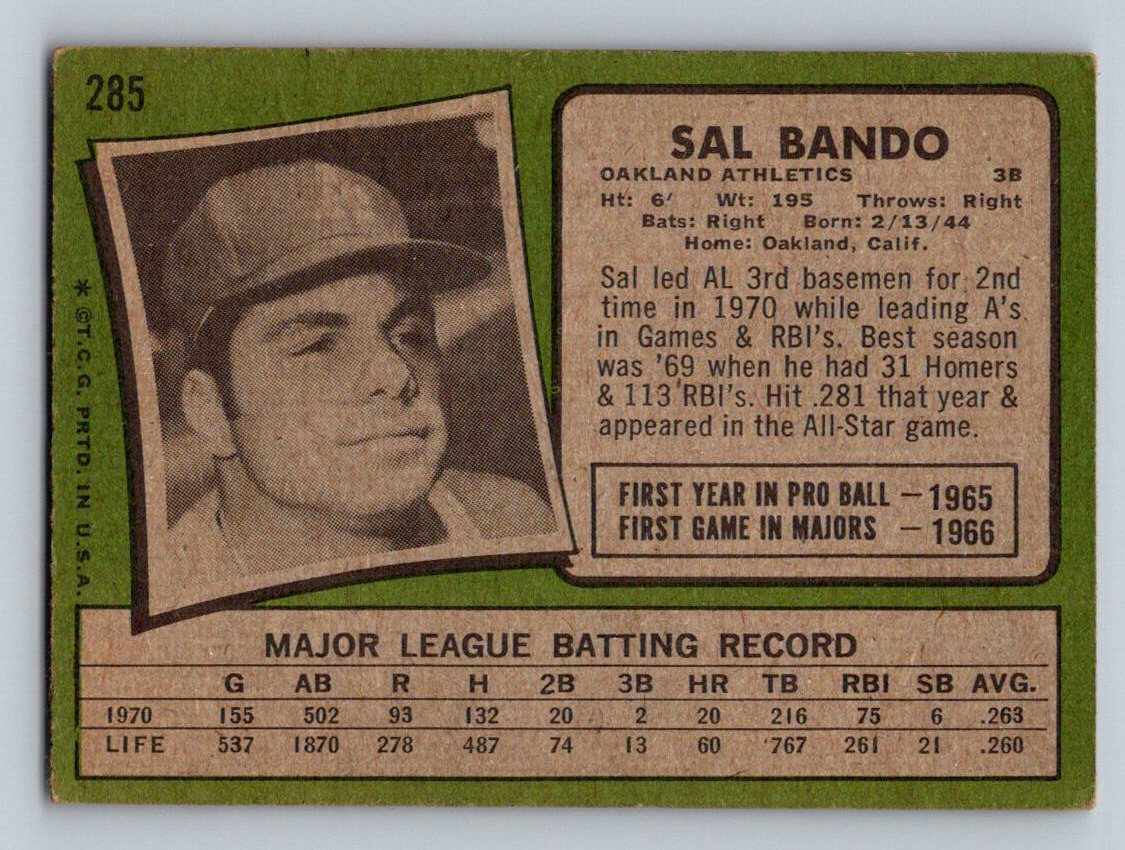 285
SAL BANDO
OAKLAND ATHLETICS 3B
Ht: 6' Wt: 195 Throws: Right
Bats: Right Born: 2/13/44
Home: Oakland, Calif.
Sal led AL 3rd basemen for 2nd
time in 1970 while leading A's
in Games & RBI's. Best season
was '69 when he had 31 Homers
& 113 RBI's. Hit .281 that year &
appeared in the All-Star game.
FIRST YEAR IN PRO BALL — 1965
FIRST GAME IN MAJORS — 1966
* ©T.C.G. PRTD. IN U.S.A.
MAJOR LEAGUE BATTING RECORD
G AB R H 2B 3B HR TB RBI SB AVG.
1970 155 502 93 132 20 2 20 216 75 6 .263
LIFE 537 1870 278 487 74 13 60 767 261 21 .260